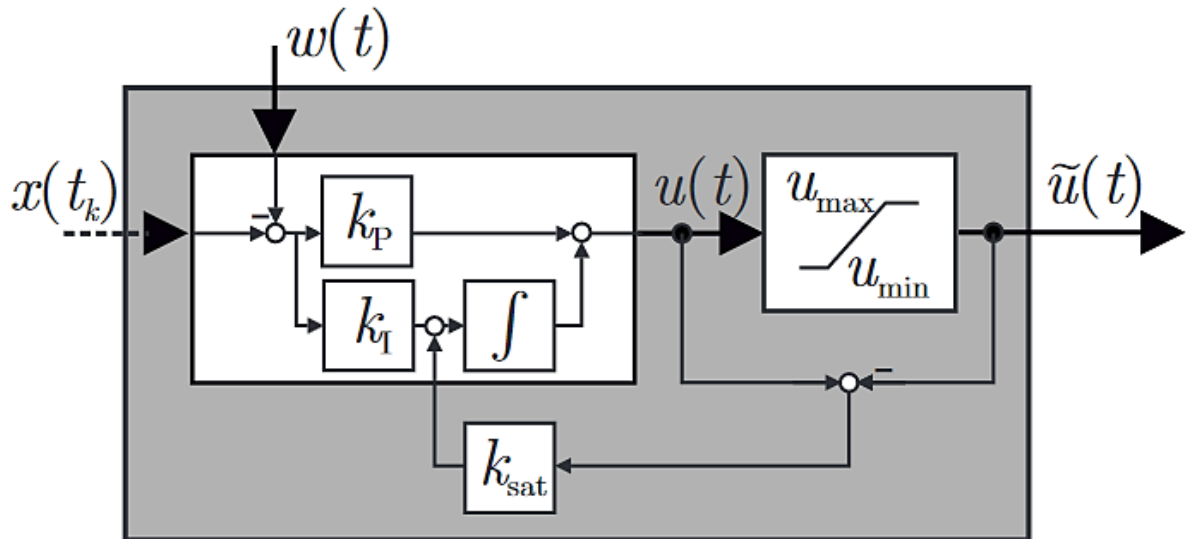 w(t)
x(t_k)
−
k_P
u(t)
u_max
u_min
ũ(t)
k_I
∫
−
k_sat